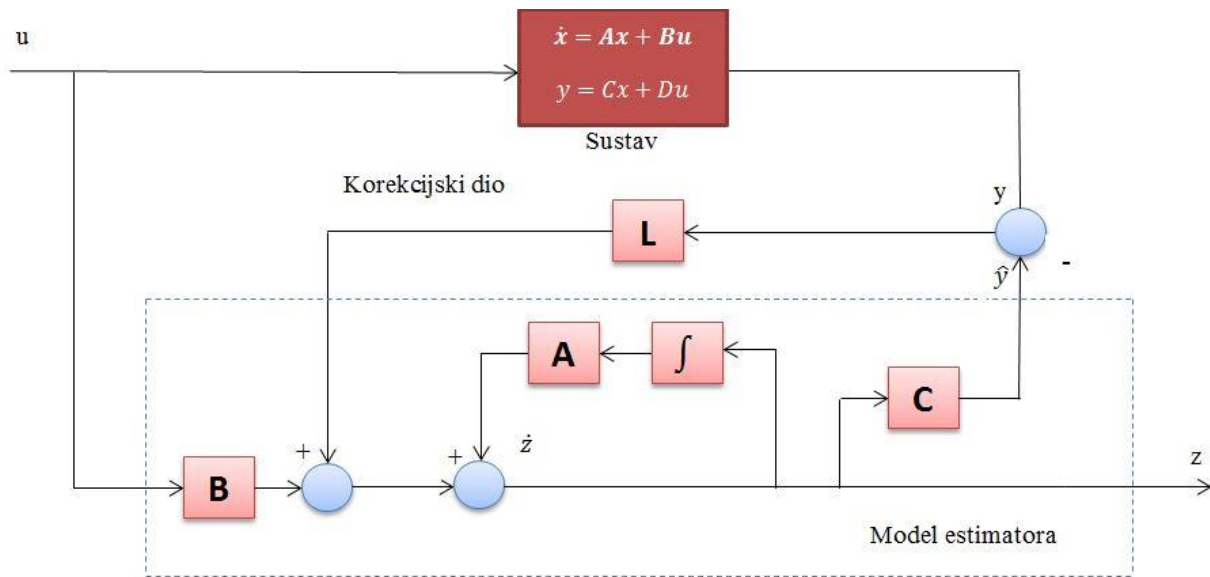 u
ẋ = Ax + Bu
y = Cx + Du
Sustav
Korekcijski dio
y
L
-
ŷ
A
∫
C
+
+
ż
z
B
Model estimatora